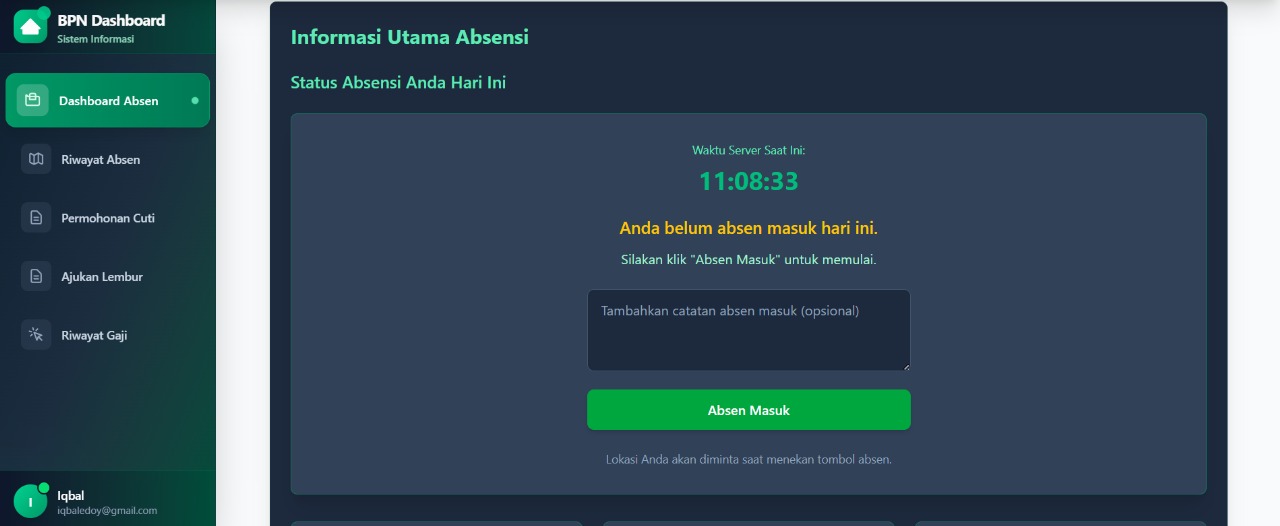 BPN Dashboard
Sistem Informasi
Dashboard Absen
Riwayat Absen
Permohonan Cuti
Ajukan Lembur
Riwayat Gaji
I
Iqbal
iqbaledoy@gmail.com
Informasi Utama Absensi
Status Absensi Anda Hari Ini
Waktu Server Saat Ini:
11:08:33
Anda belum absen masuk hari ini.
Silakan klik "Absen Masuk" untuk memulai.
Tambahkan catatan absen masuk (opsional)
Absen Masuk
Lokasi Anda akan diminta saat menekan tombol absen.